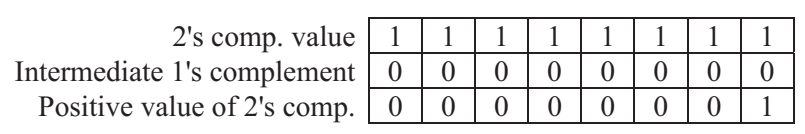 2's comp. value 1 1 1 1 1 1 1 1
Intermediate 1's complement 0 0 0 0 0 0 0 0
Positive value of 2's comp. 0 0 0 0 0 0 0 1